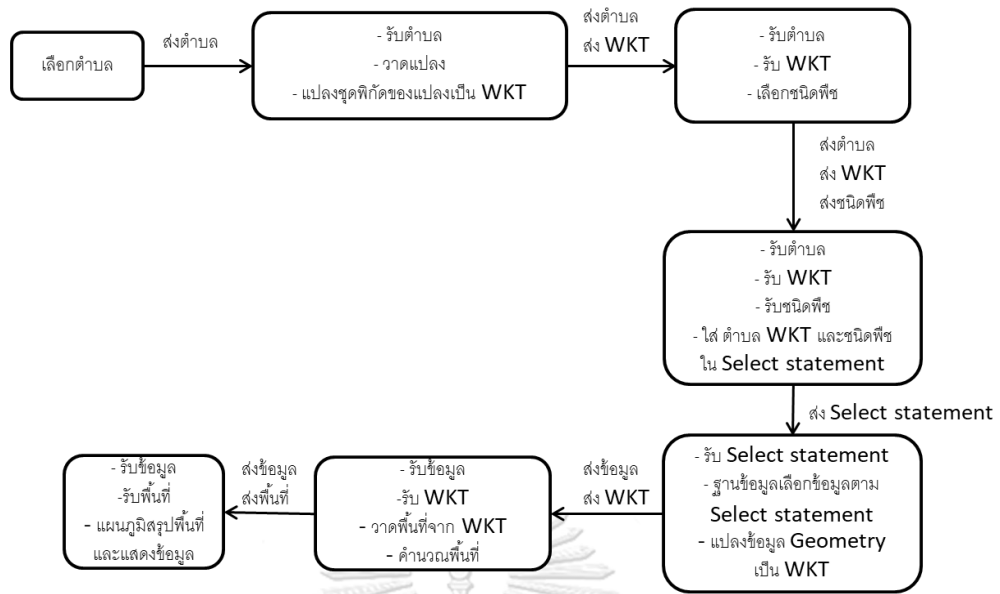 เลือกตำบล
ส่งตำบล
- รับตำบล
- วาดแปลง
- แปลงชุดพิกัดของแปลงเป็น WKT
ส่งตำบล
ส่ง WKT
- รับตำบล
- รับ WKT
- เลือกชนิดพืช
ส่งตำบล
ส่ง WKT
ส่งชนิดพืช
- รับตำบล
- รับ WKT
- รับชนิดพืช
- ใส่ ตำบล WKT และชนิดพืช
ใน Select statement
ส่ง Select statement
- รับ Select statement
- ฐานข้อมูลเลือกข้อมูลตาม
Select statement
- แปลงข้อมูล Geometry
เป็น WKT
ส่งข้อมูล
ส่ง WKT
- รับข้อมูล
-รับ WKT
- วาดพื้นที่จาก WKT
- คำนวณพื้นที่
ส่งข้อมูล
ส่งพื้นที่
- รับข้อมูล
-รับพื้นที่
- แผนภูมิสรุปพื้นที่
และแสดงข้อมูล